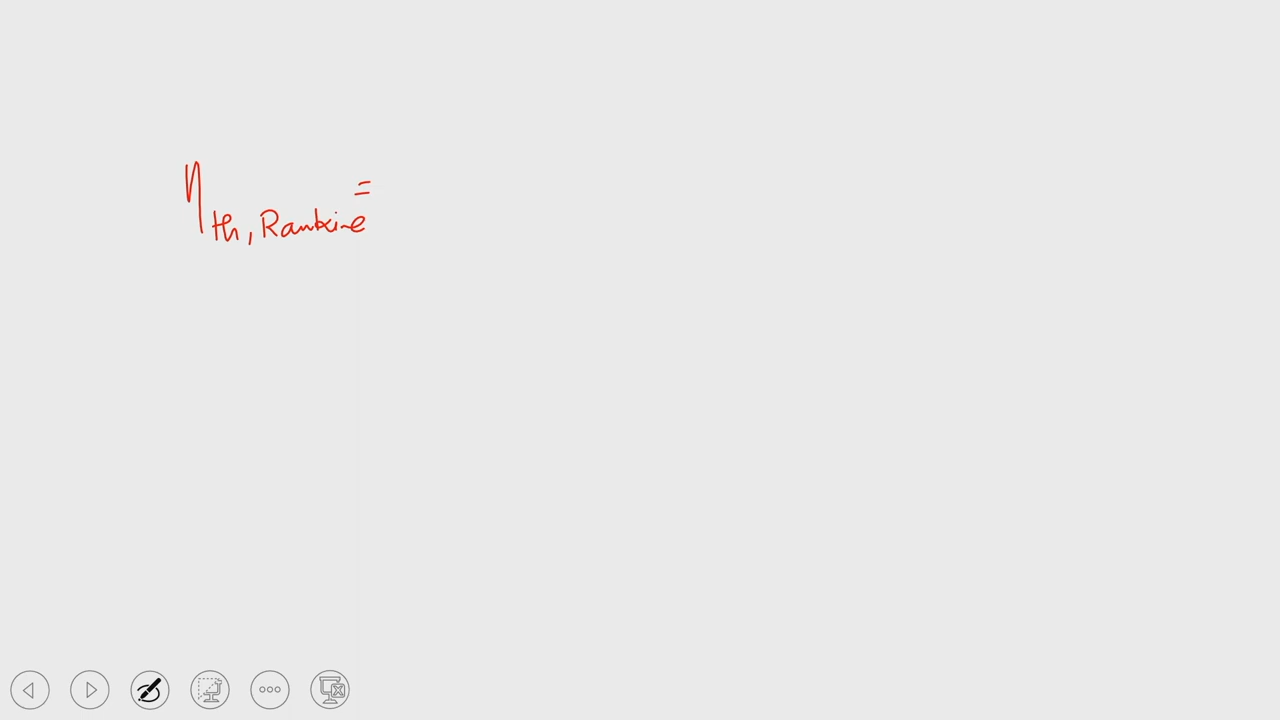 η th, Rankine =